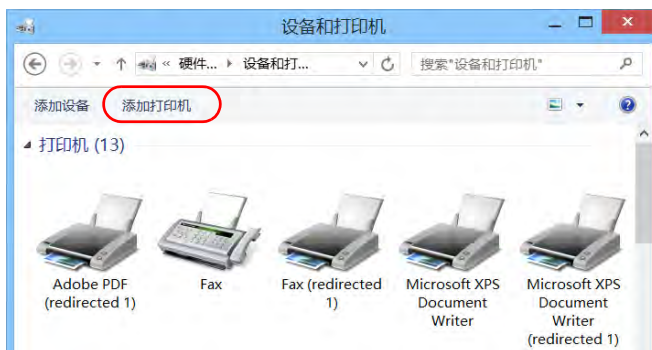 设备和打印机
« 硬件... 设备和打...
搜索"设备和打印机"
添加设备 添加打印机
打印机 (13)
Adobe PDF
(redirected 1)
Fax
Fax (redirected
1)
Microsoft XPS
Document
Writer
Microsoft XPS
Document
Writer
(redirected 1)